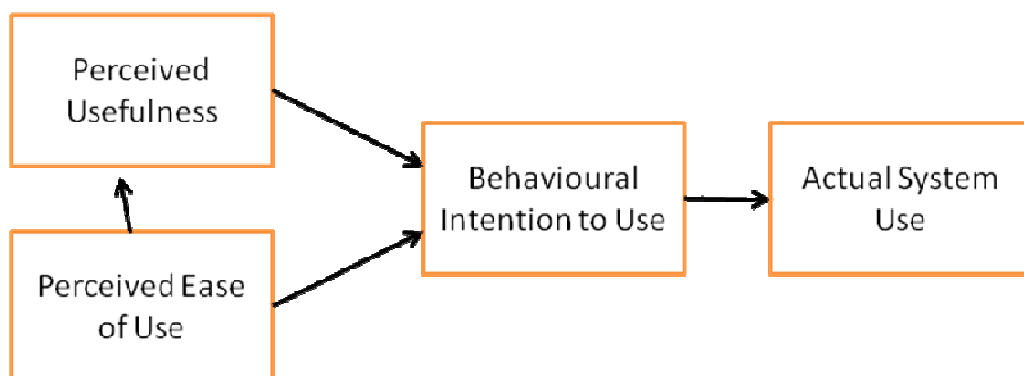 Perceived
Usefulness
Perceived Ease
of Use
Behavioural
Intention to Use
Actual System
Use